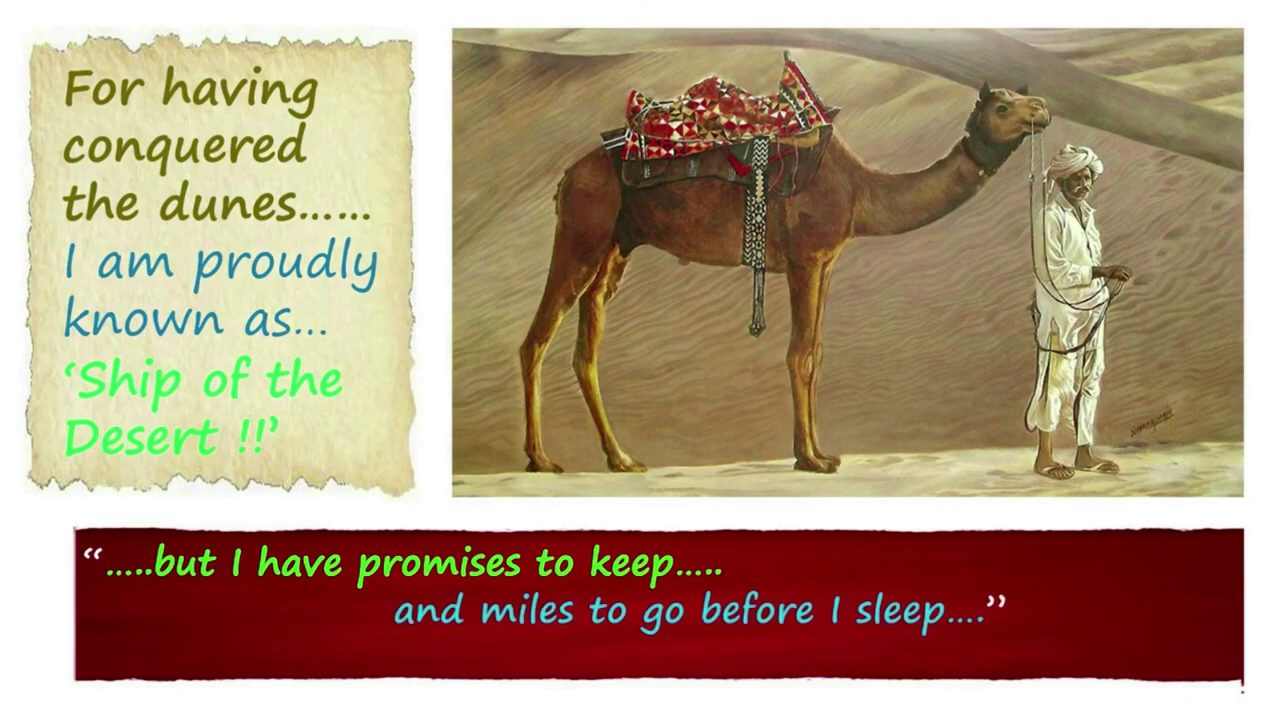 For having
conquered
the dunes......
I am proudly
known as...
‘Ship of the
Desert !!’
“.....but I have promises to keep.....
and miles to go before I sleep....”